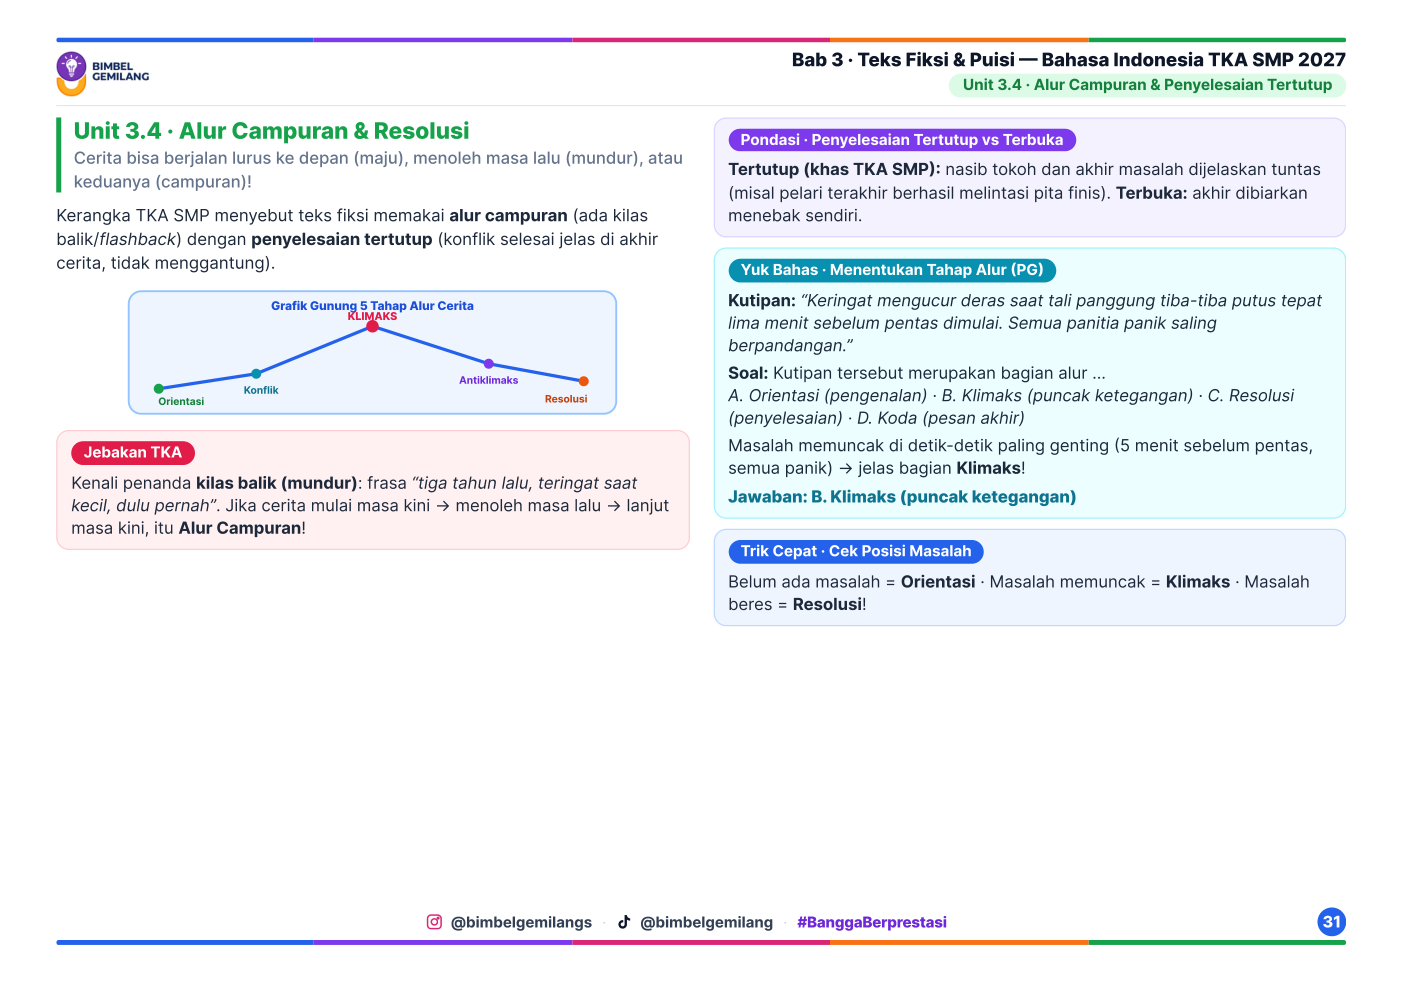 BIMBEL
GEMILANG
Bab 3 · Teks Fiksi & Puisi — Bahasa Indonesia TKA SMP 2027
Unit 3.4 · Alur Campuran & Penyelesaian Tertutup
Unit 3.4 · Alur Campuran & Resolusi
Cerita bisa berjalan lurus ke depan (maju), menoleh masa lalu (mundur), atau
keduanya (campuran)!
Kerangka TKA SMP menyebut teks fiksi memakai alur campuran (ada kilas
balik/flashback) dengan penyelesaian tertutup (konflik selesai jelas di akhir
cerita, tidak menggantung).
Grafik Gunung 5 Tahap Alur Cerita
KLIMAKS
Orientasi
Konflik
Antiklimaks
Resolusi
Jebakan TKA
Kenali penanda kilas balik (mundur): frasa “tiga tahun lalu, teringat saat
kecil, dulu pernah”. Jika cerita mulai masa kini → menoleh masa lalu → lanjut
masa kini, itu Alur Campuran!
Pondasi · Penyelesaian Tertutup vs Terbuka
Tertutup (khas TKA SMP): nasib tokoh dan akhir masalah dijelaskan tuntas
(misal pelari terakhir berhasil melintasi pita finis). Terbuka: akhir dibiarkan
menebak sendiri.
Yuk Bahas · Menentukan Tahap Alur (PG)
Kutipan: “Keringat mengucur deras saat tali panggung tiba-tiba putus tepat
lima menit sebelum pentas dimulai. Semua panitia panik saling
berpandangan.”
Soal: Kutipan tersebut merupakan bagian alur ...
A. Orientasi (pengenalan) · B. Klimaks (puncak ketegangan) · C. Resolusi
(penyelesaian) · D. Koda (pesan akhir)
Masalah memuncak di detik-detik paling genting (5 menit sebelum pentas,
semua panik) → jelas bagian Klimaks!
Jawaban: B. Klimaks (puncak ketegangan)
Trik Cepat · Cek Posisi Masalah
Belum ada masalah = Orientasi · Masalah memuncak = Klimaks · Masalah
beres = Resolusi!
@bimbelgemilangs · @bimbelgemilang · #BanggaBerprestasi
31